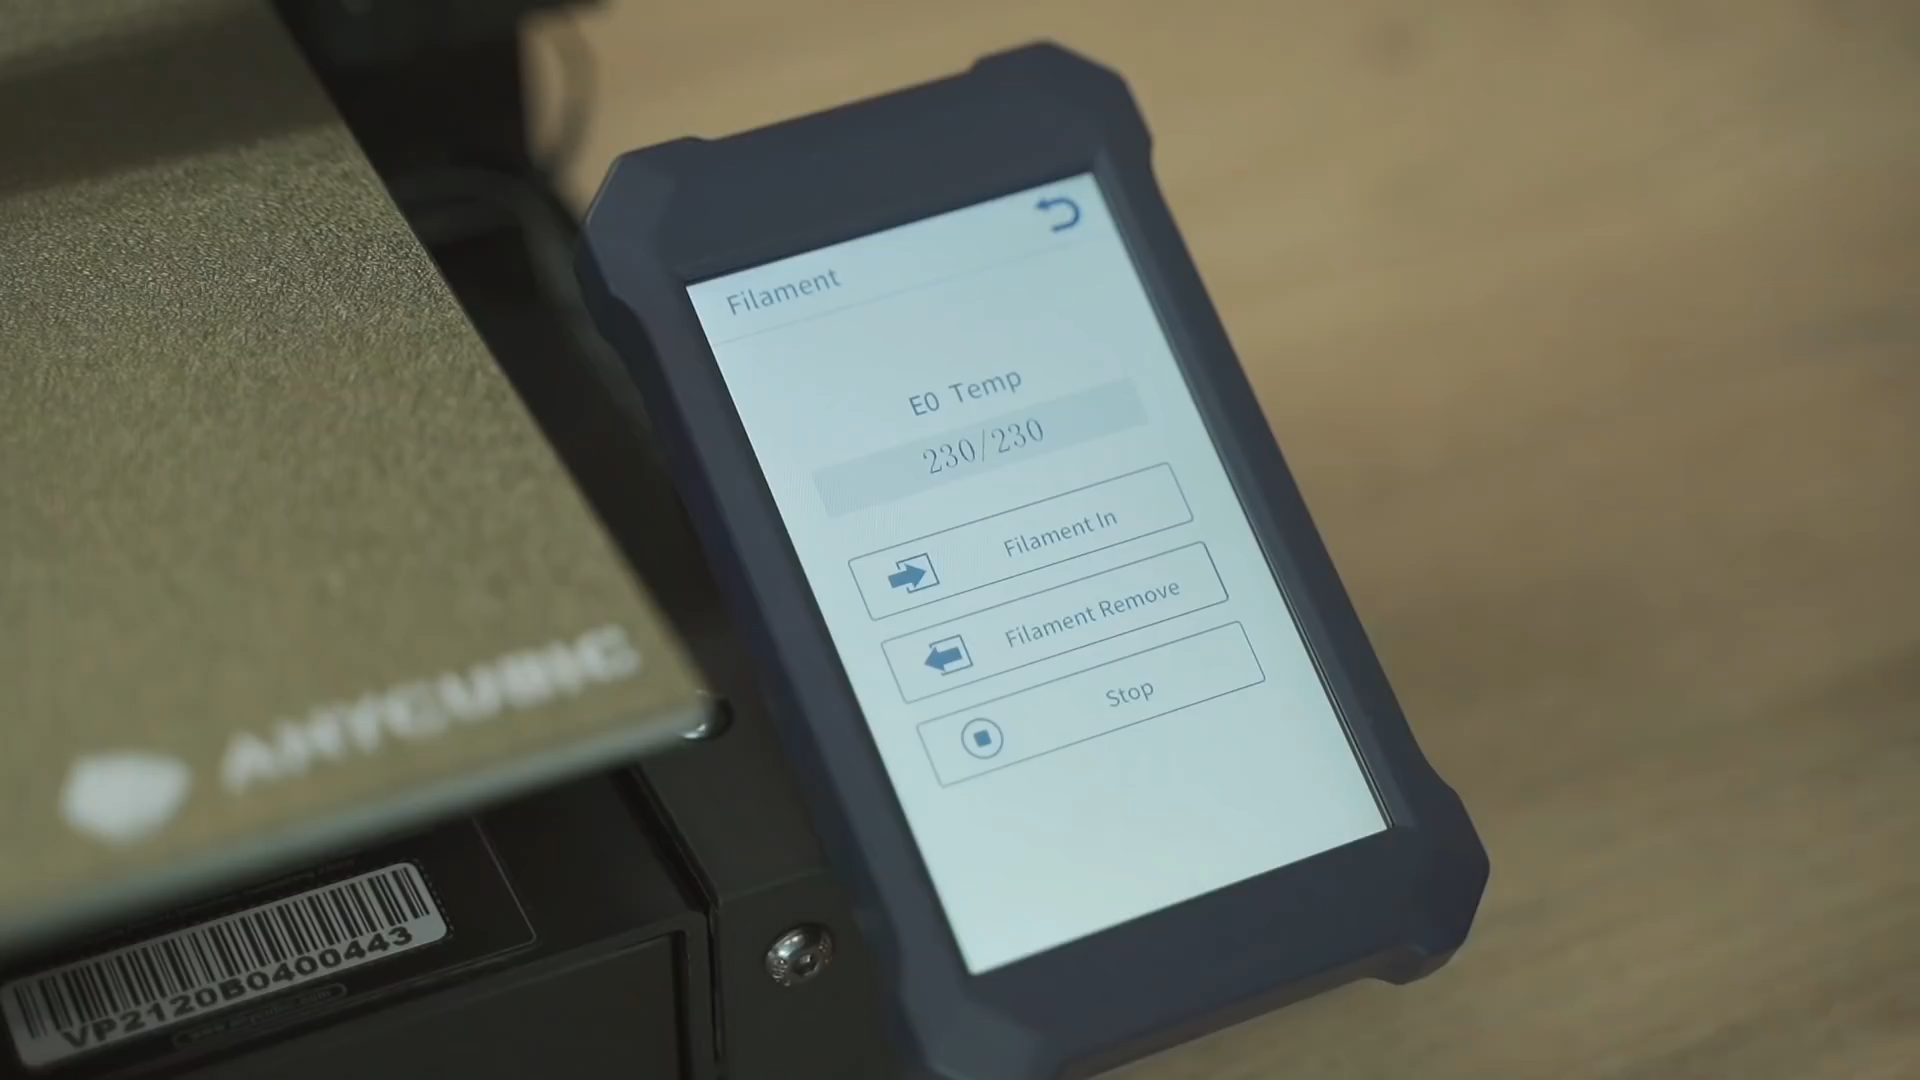 Filament
E0 Temp
230/230
Filament In
Filament Remove
Stop
ANYCUBIC
VP2120B0400443